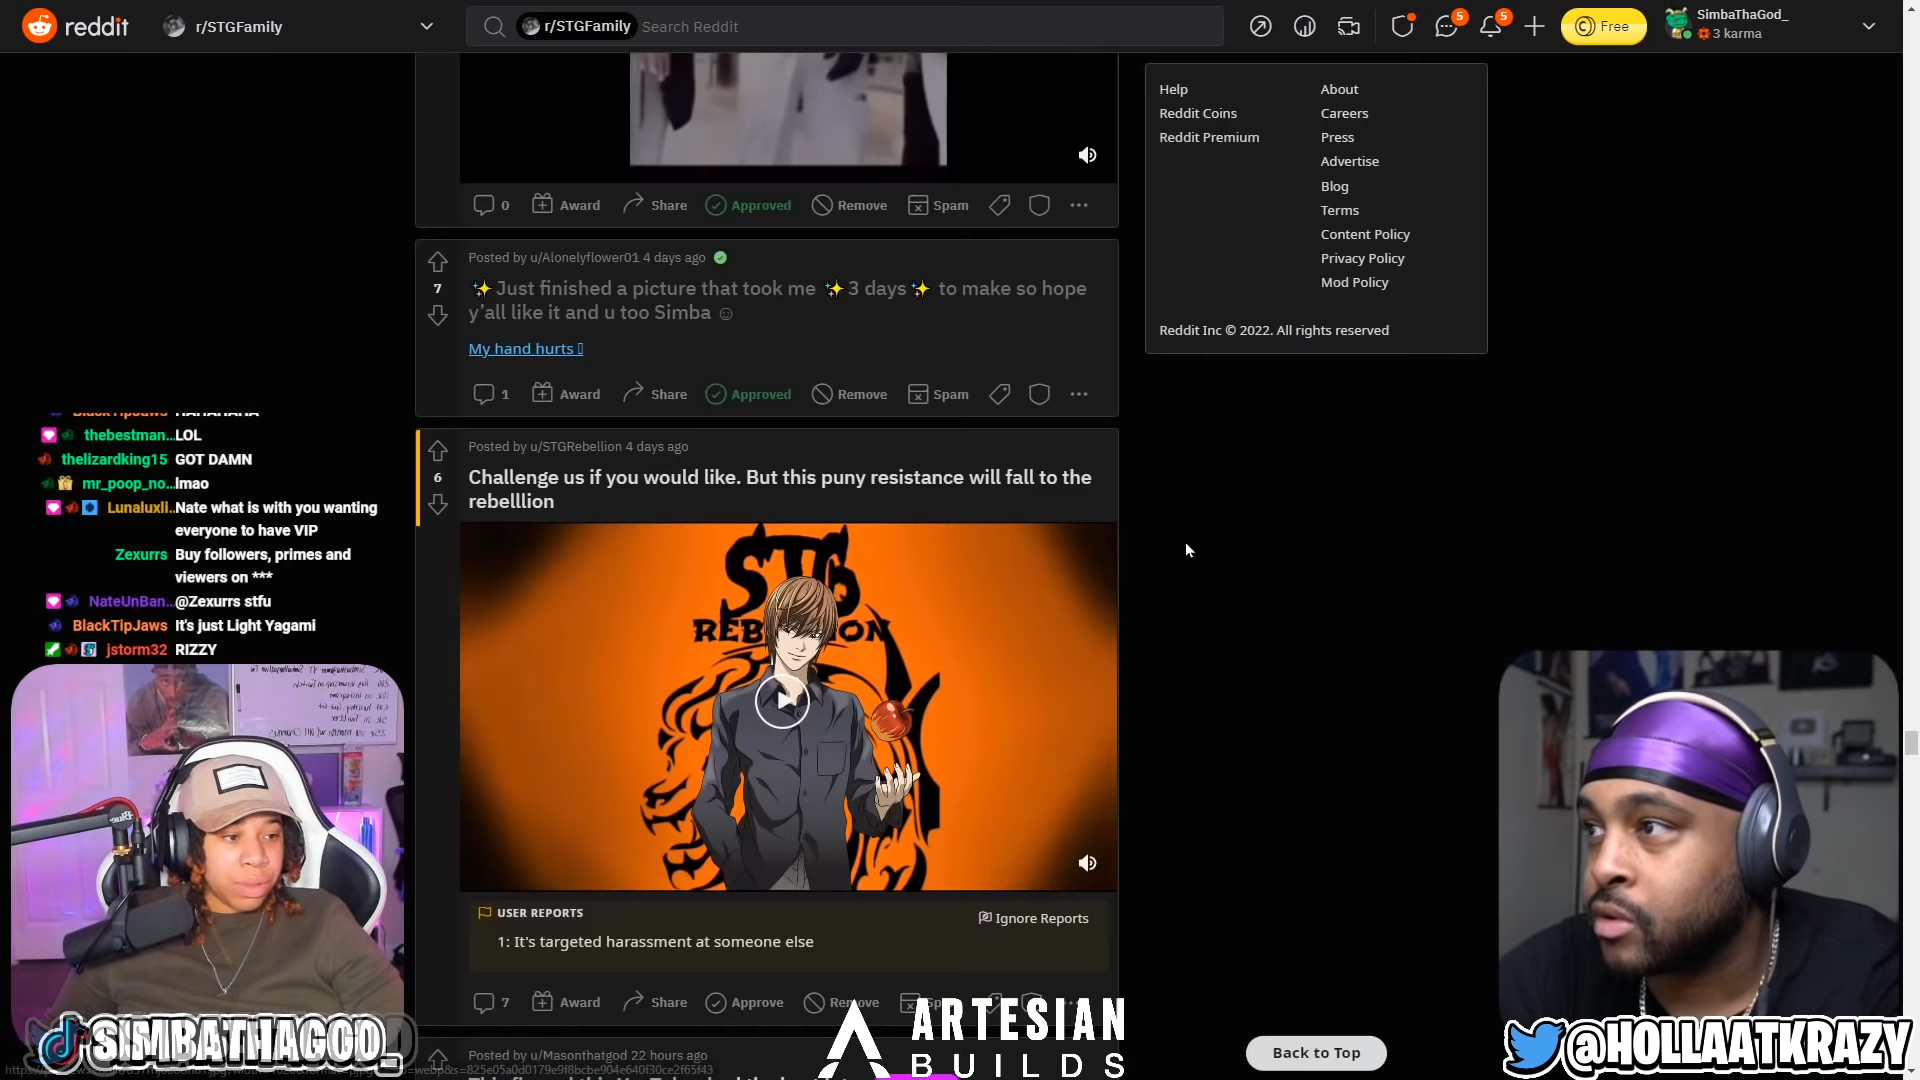 reddit
r/STGFamily
r/STGFamily Search Reddit
5
5
Free
SimbaThaGod_
3 karma
0 Award Share Approved Remove Spam
Help
Reddit Coins
Reddit Premium
About
Careers
Press
Advertise
Blog
Terms
Content Policy
Privacy Policy
Mod Policy
Reddit Inc © 2022. All rights reserved
Posted by u/Alonelyflower01 4 days ago
7
✨Just finished a picture that took me ✨3 days✨ to make so hope
y'all like it and u too Simba ☺
My hand hurts
1 Award Share Approved Remove Spam
Posted by u/STGRebellion 4 days ago
6
Challenge us if you would like. But this puny resistance will fall to the
rebelllion
STG
USER REPORTS
Ignore Reports
1: It's targeted harassment at someone else
7 Award Share Approve Remove
Posted by u/Masonthatgod 22 hours ago
Back to Top
thebestman... LOL
thelizardking15 GOT DAMN
mr_poop_no... lmao
Lunaluxli.. Nate what is with you wanting
everyone to have VIP
Zexurrs Buy followers, primes and
viewers on ***
NateUnBan... @Zexurrs stfu
BlackTipJaws It's just Light Yagami
jstorm32 RIZZY
Blue
SIMBATHAGOD_
ARTESIAN
BUILDS
@HOLLAATKRAZY